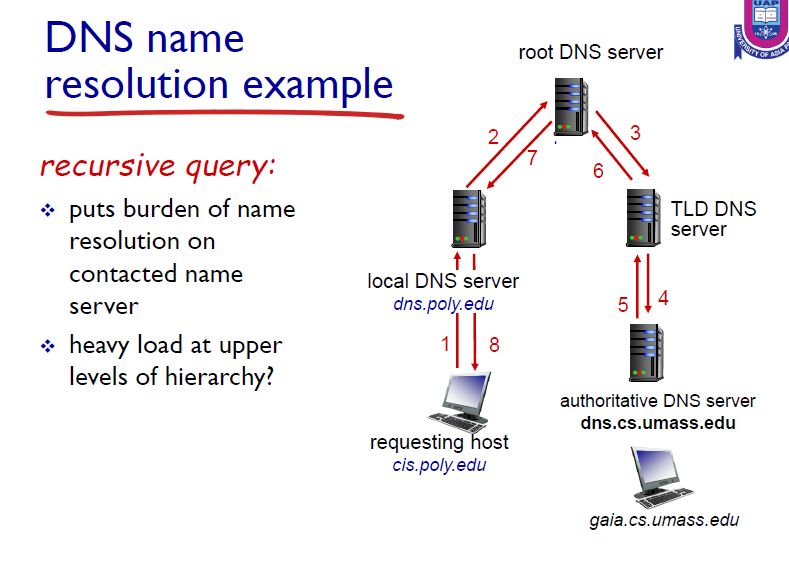 DNS name
resolution example
recursive query:
puts burden of name
resolution on
contacted name
server
heavy load at upper
levels of hierarchy?
root DNS server
2
7
3
6
TLD DNS
server
local DNS server
dns.poly.edu
5
4
1
8
authoritative DNS server
dns.cs.umass.edu
requesting host
cis.poly.edu
gaia.cs.umass.edu
UAP
UNIVERSITY OF ASIA